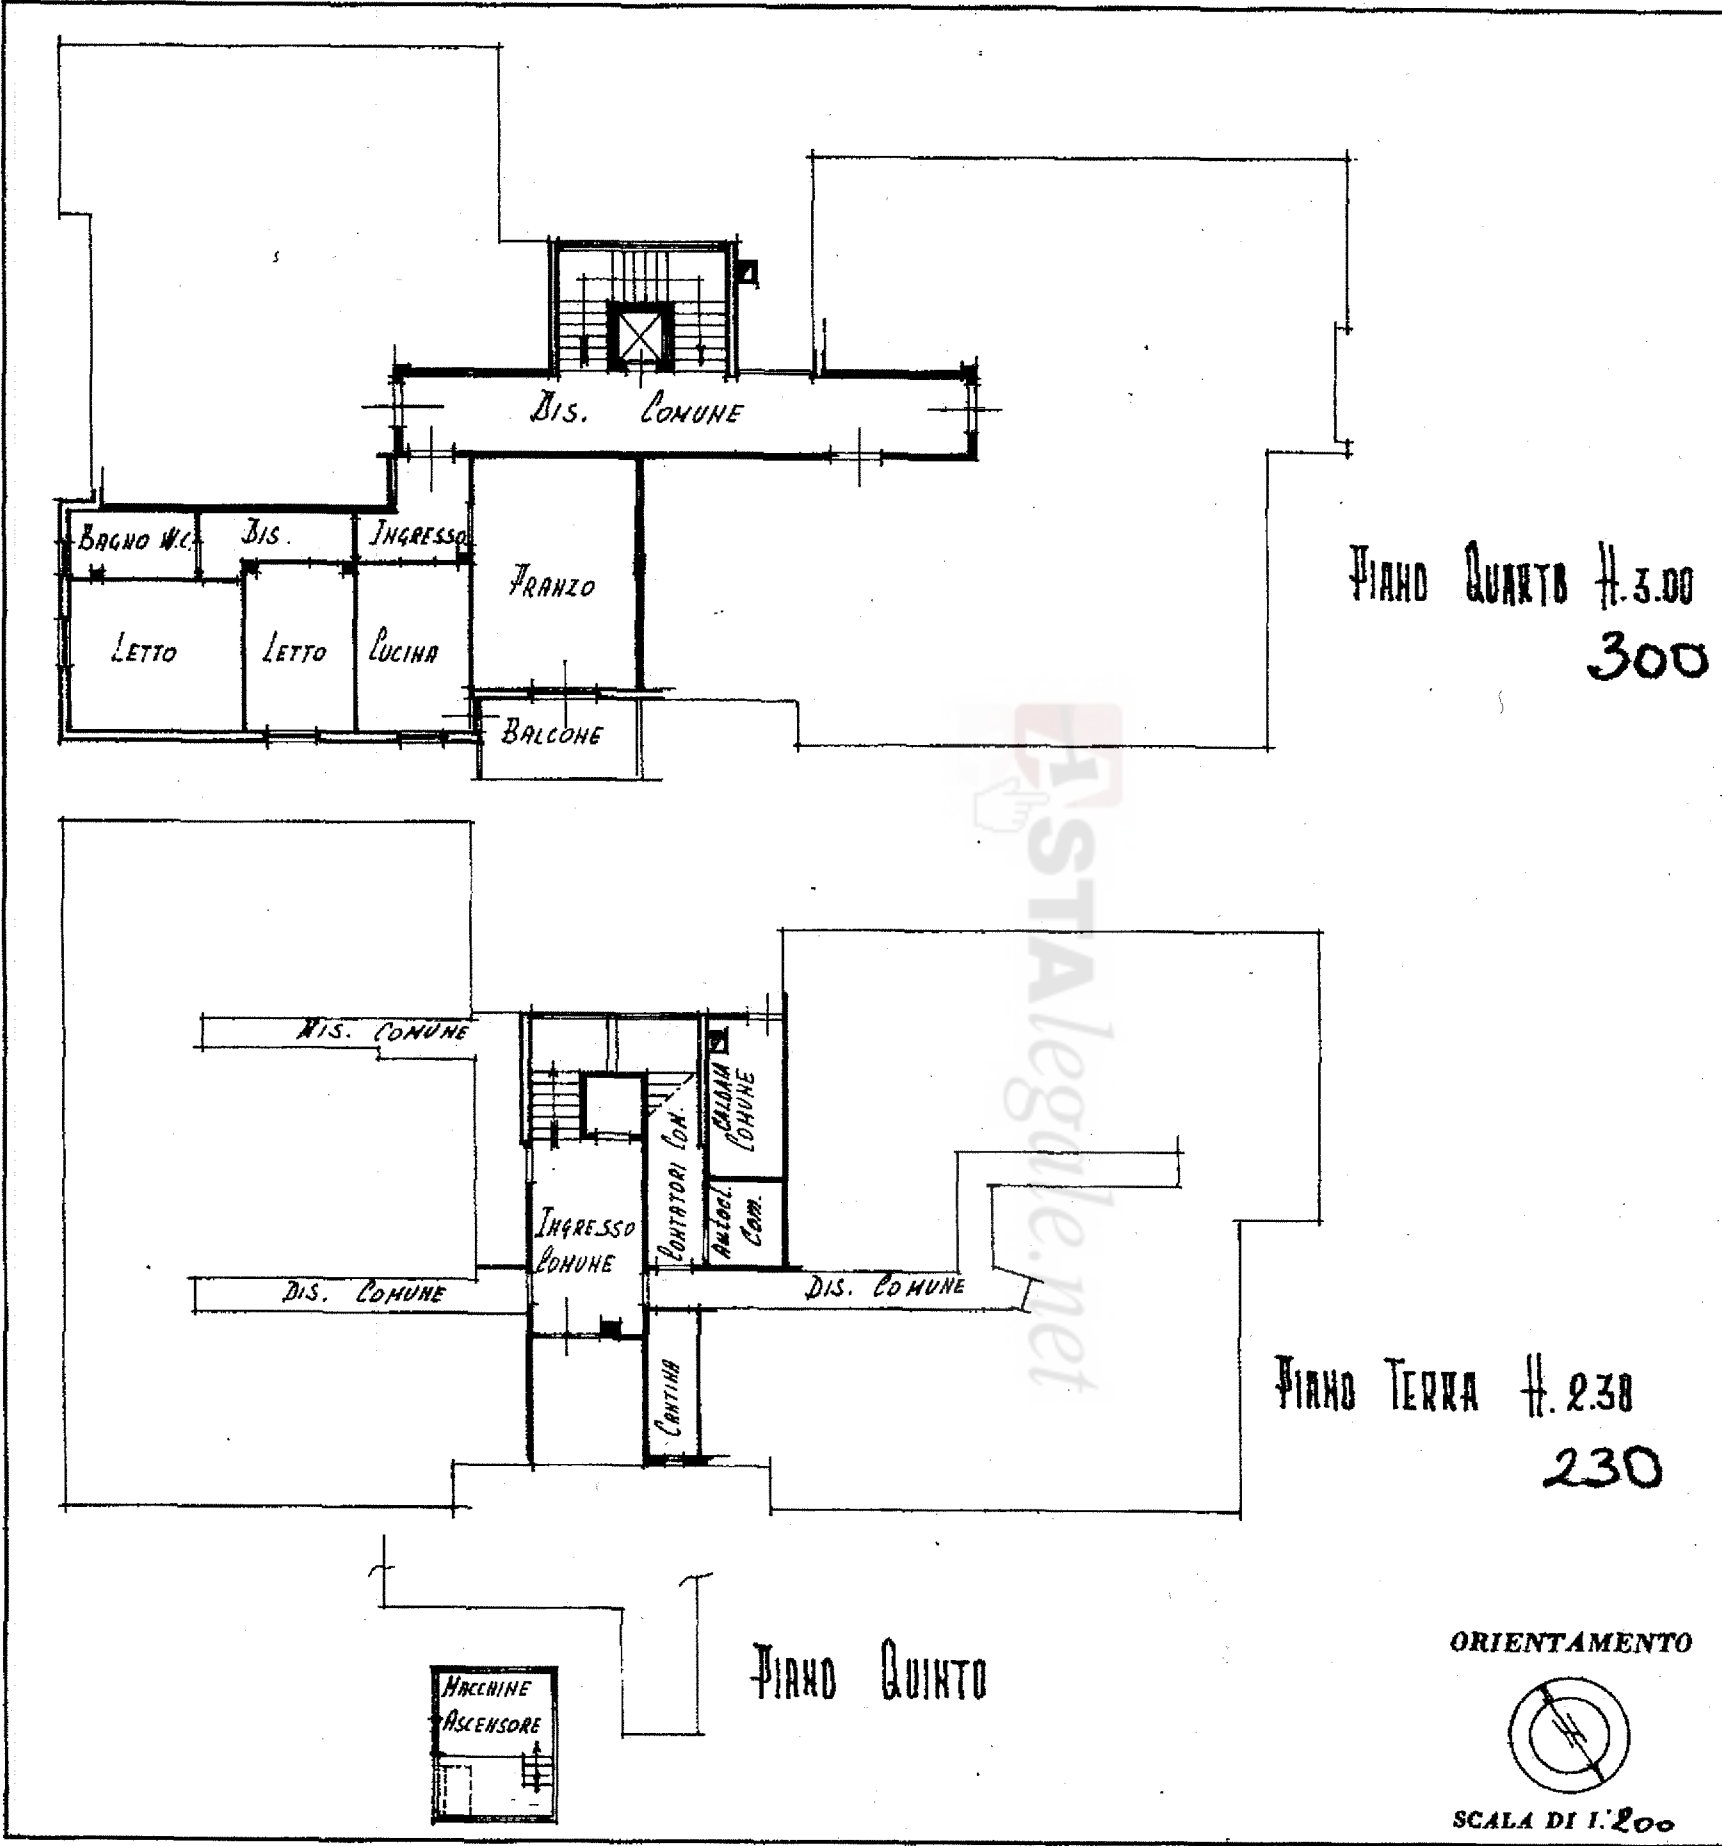 DIS. COMUNE
BAGNO W.C.
DIS.
INGRESSO
PRANZO
LETTO
LETTO
CUCINA
BALCONE
PIANO QUARTO H. 3.00
300
DIS. COMUNE
CALDAIA
COMUNE
CONTATORI COM.
AUTOCL.
COM.
INGRESSO
COMUNE
DIS. COMUNE
DIS. COMUNE
CANTINA
PIANO TERRA H. 2.38
230
PIANO QUINTO
MACCHINE
ASCENSORE
ORIENTAMENTO
N
SCALA DI 1:200
ASTAlegale.net